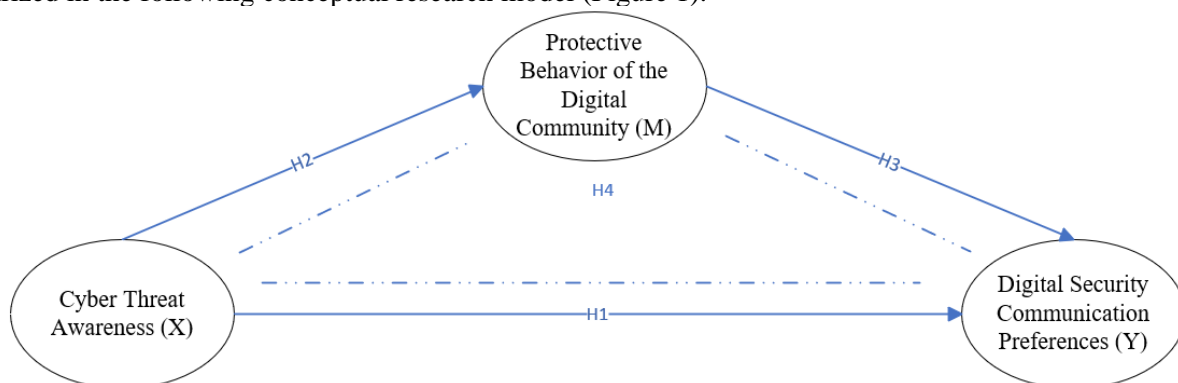 Protective
Behavior of the
Digital
Community (M)
H2
H3
H4
Cyber Threat
Awareness (X)
H1
Digital Security
Communication
Preferences (Y)